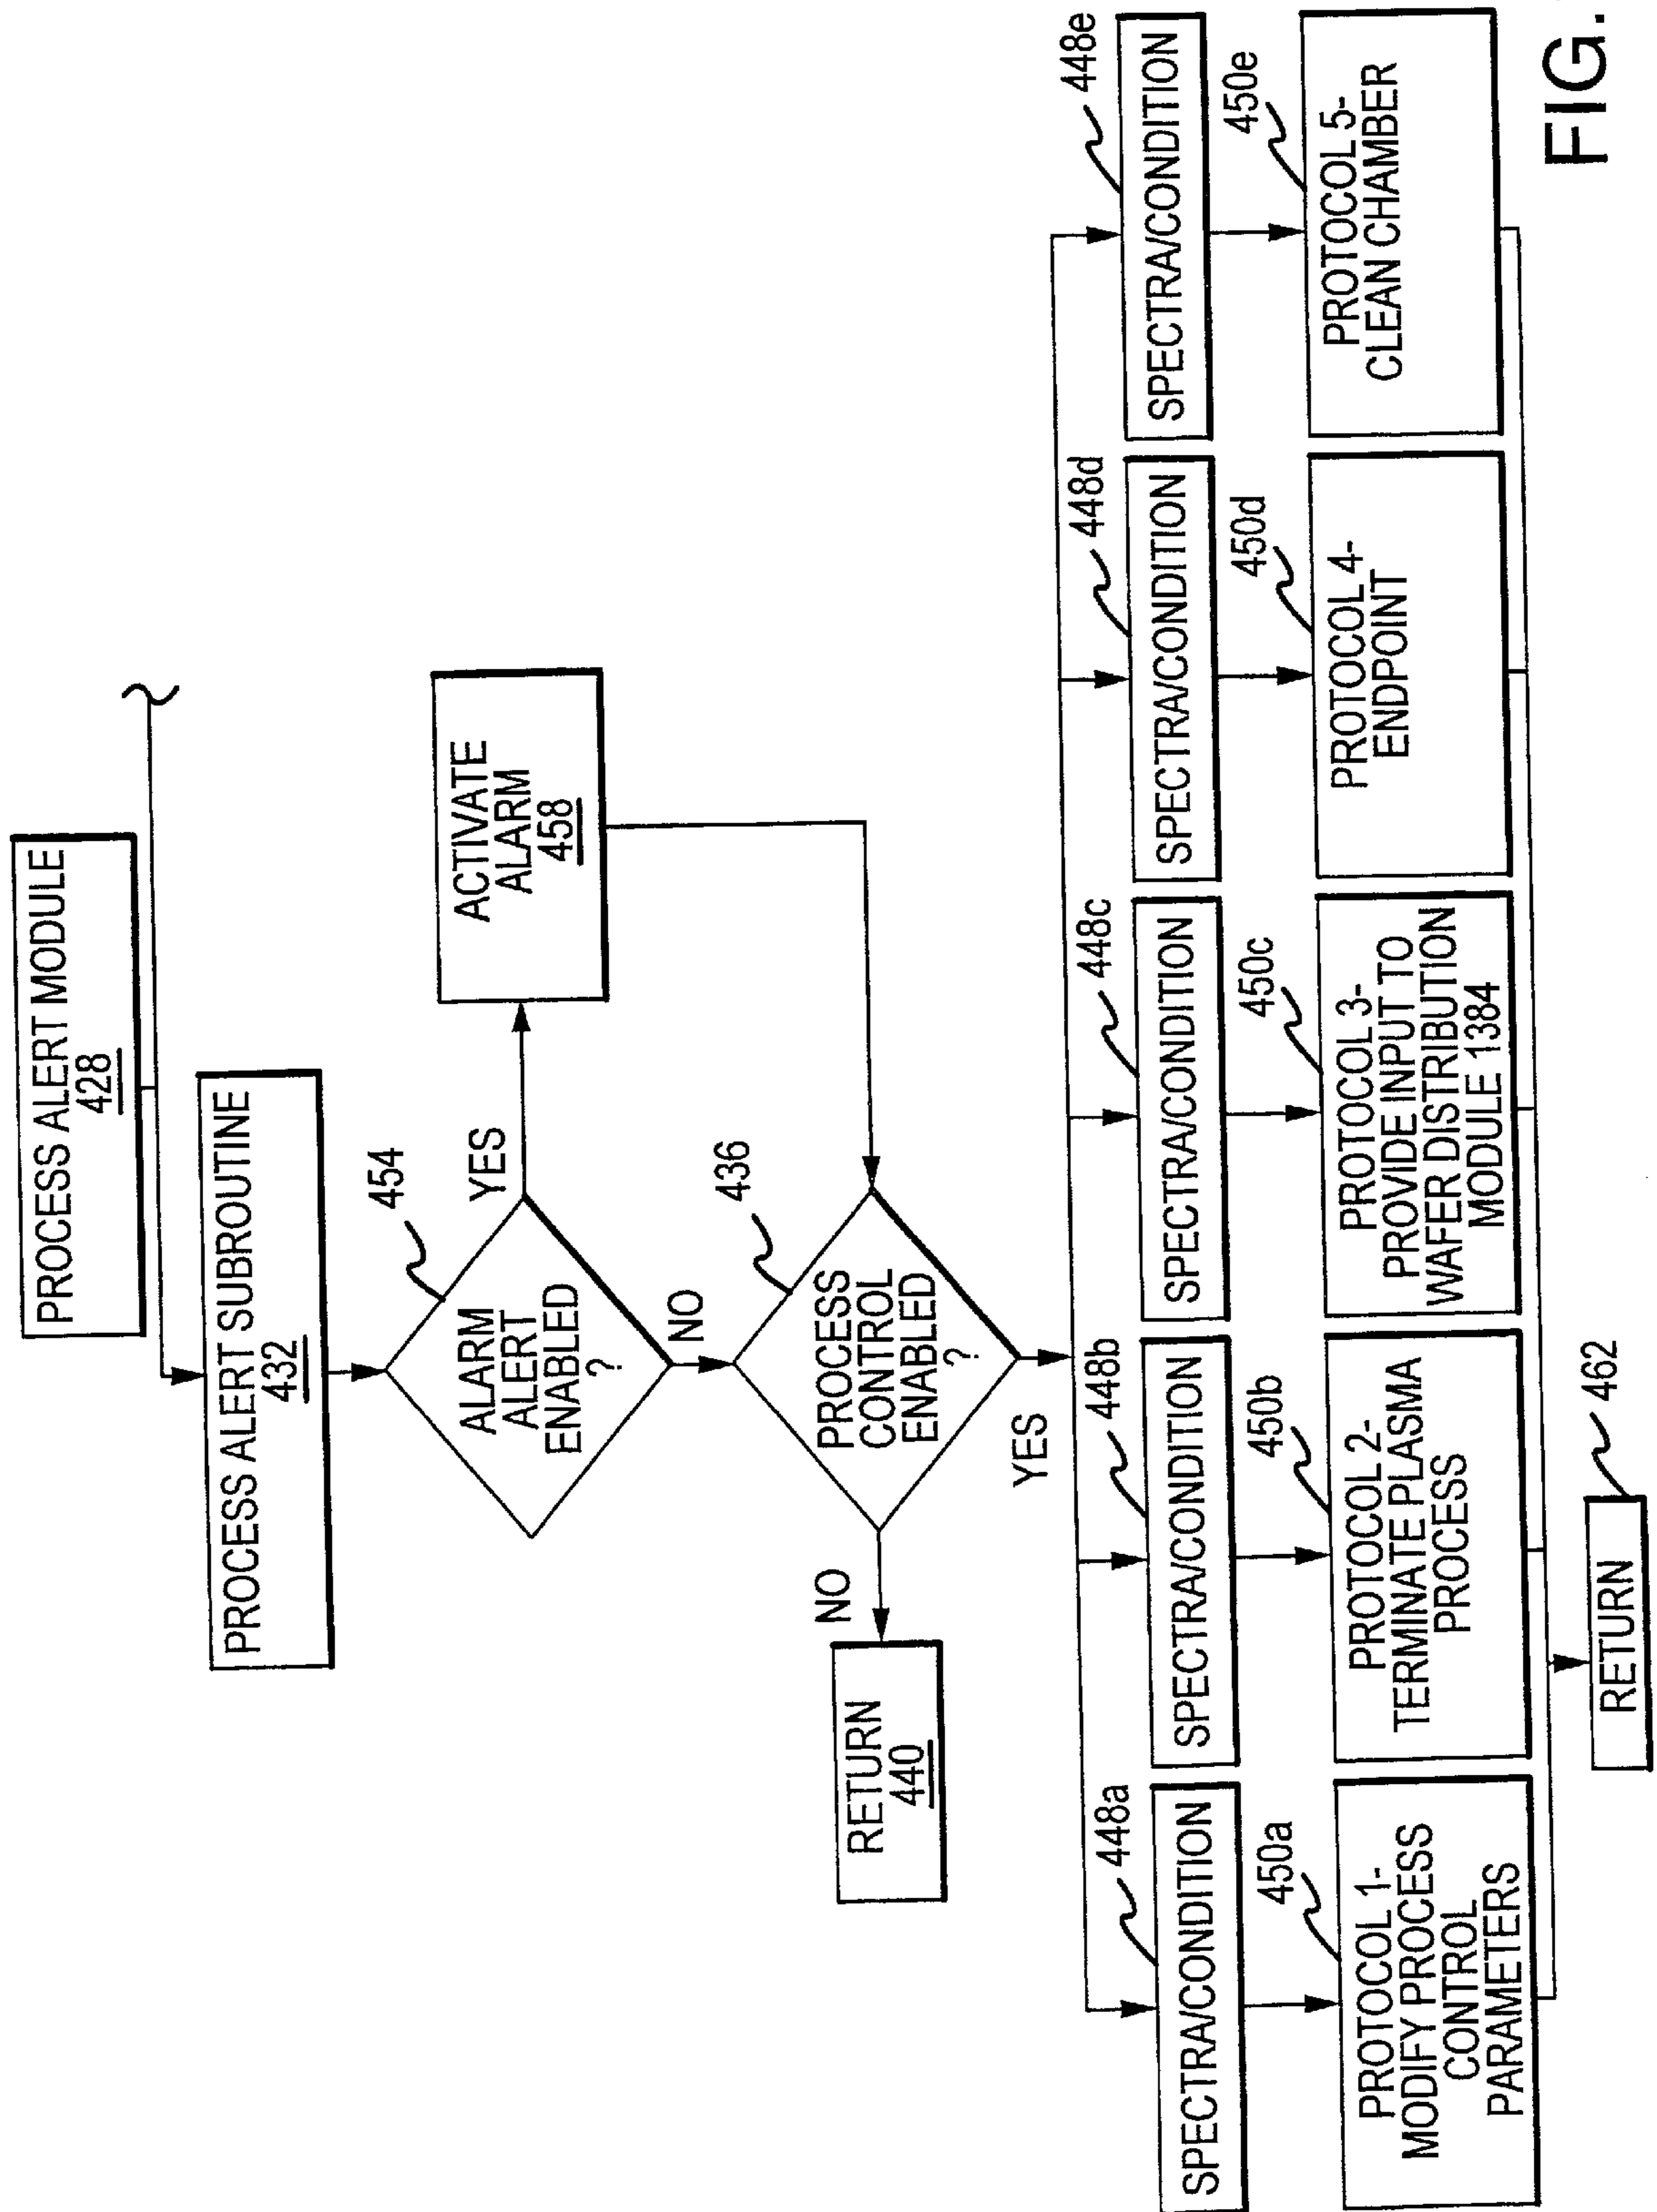 PROCESS ALERT MODULE
428
PROCESS ALERT SUBROUTINE
432
454
ALARM
ALERT
ENABLED
?
YES
ACTIVATE
ALARM
458
NO
436
PROCESS
CONTROL
ENABLED
?
NO
RETURN
440
YES
448a
SPECTRA/CONDITION
448b
SPECTRA/CONDITION
448c
SPECTRA/CONDITION
448d
SPECTRA/CONDITION
448e
SPECTRA/CONDITION
450a
PROTOCOL 1-
MODIFY PROCESS
CONTROL
PARAMETERS
450b
PROTOCOL 2-
TERMINATE PLASMA
PROCESS
450c
PROTOCOL 3-
PROVIDE INPUT TO
WAFER DISTRIBUTION
MODULE 1384
450d
PROTOCOL 4-
ENDPOINT
450e
PROTOCOL 5-
CLEAN CHAMBER
RETURN
462
FIG.